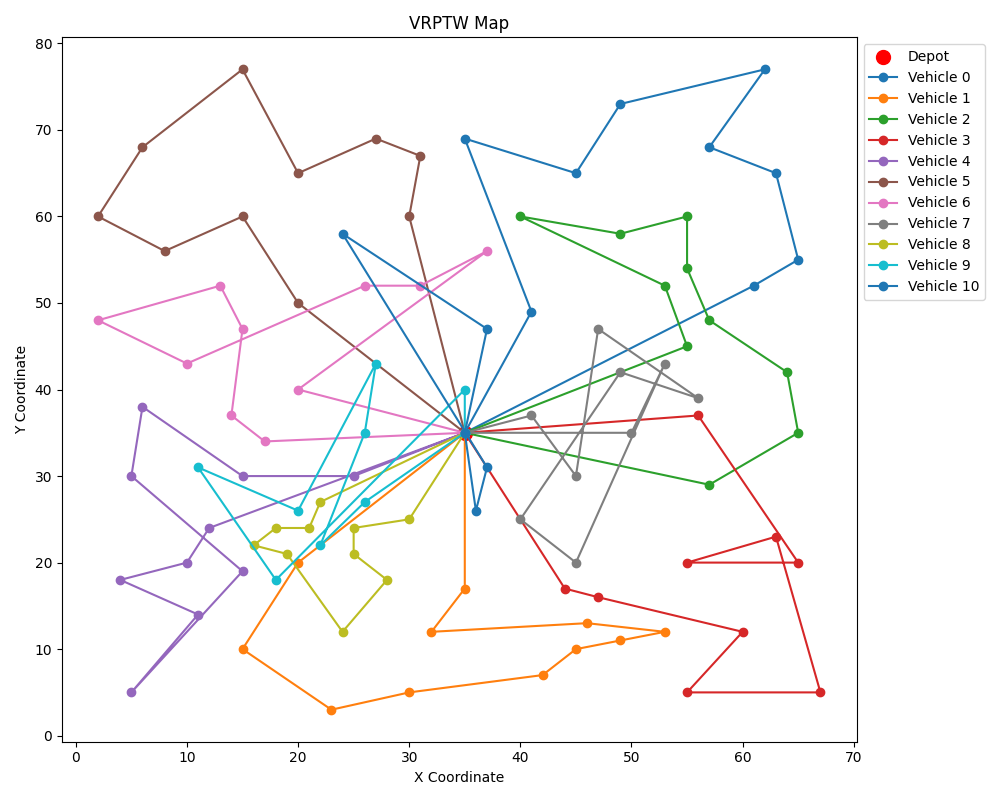 VRPTW Map
Y Coordinate
80
70
60
50
40
30
20
10
0
0 10 20 30 40 50 60 70
X Coordinate
Depot
Vehicle 0
Vehicle 1
Vehicle 2
Vehicle 3
Vehicle 4
Vehicle 5
Vehicle 6
Vehicle 7
Vehicle 8
Vehicle 9
Vehicle 10